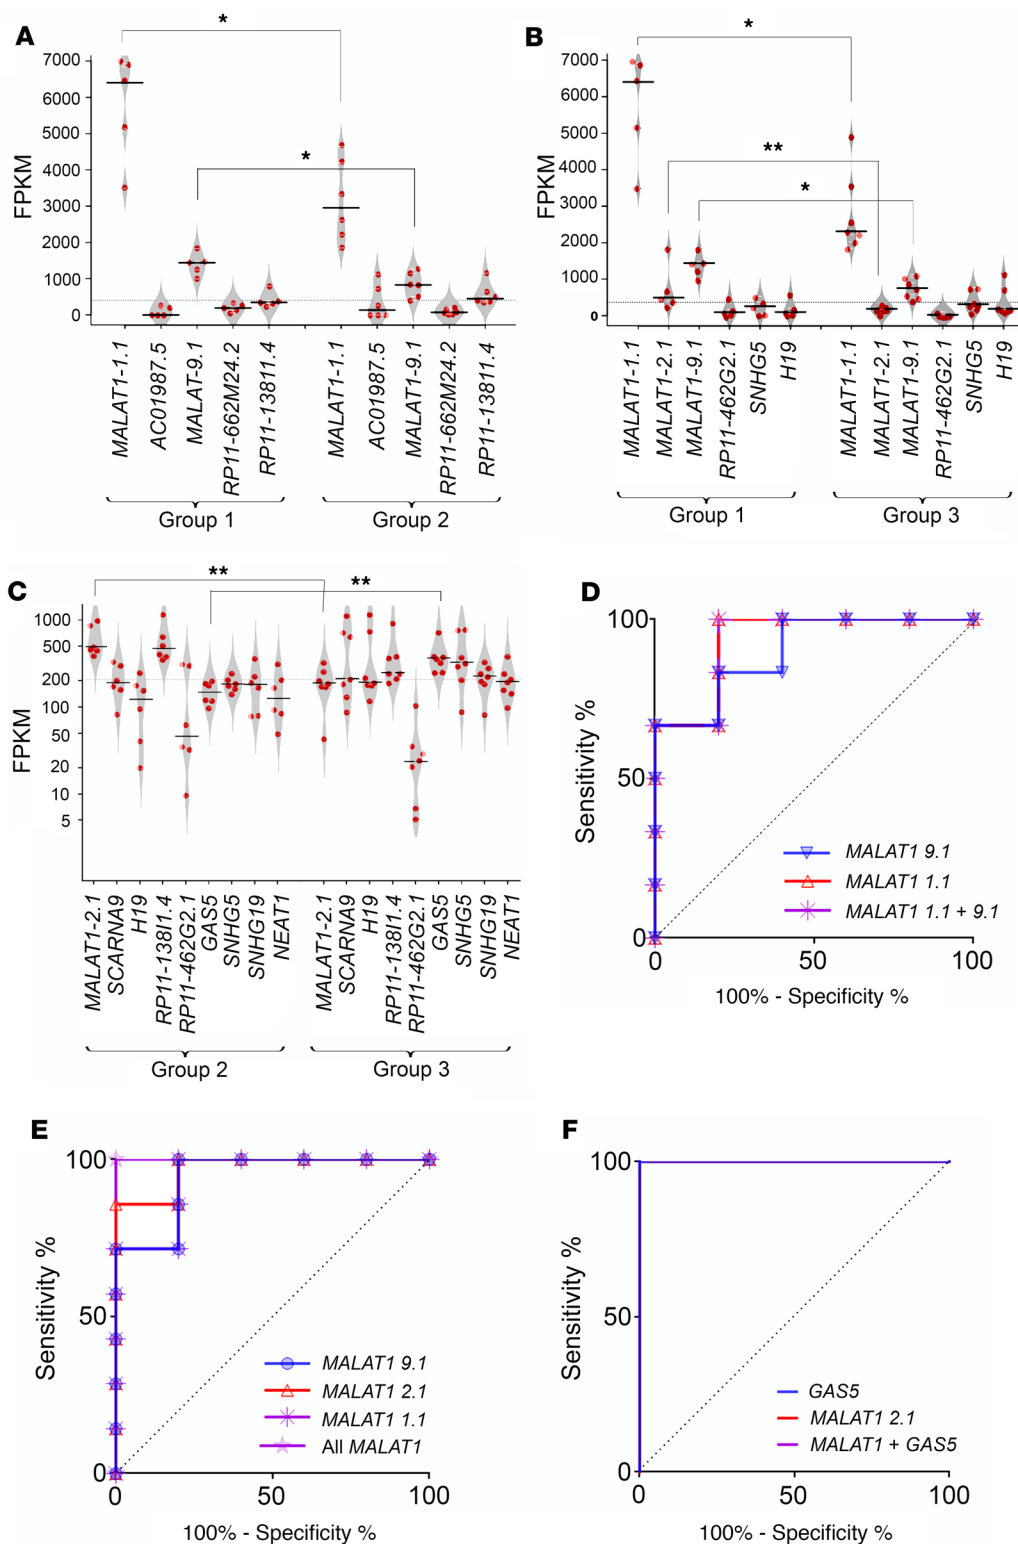 A
*
*
FPKM
7000
6000
5000
4000
3000
2000
1000
0
MALAT1-1.1
AC01987.5
MALAT-9.1
RP11-662M24.2
RP11-13811.4
MALAT1-1.1
AC01987.5
MALAT1-9.1
RP11-662M24.2
RP11-13811.4
Group 1
Group 2
B
*
**
*
FPKM
7000
6000
5000
4000
3000
2000
1000
0
MALAT1-1.1
MALAT1-2.1
MALAT1-9.1
RP11-462G2.1
SNHG5
H19
MALAT1-1.1
MALAT1-2.1
MALAT1-9.1
RP11-462G2.1
SNHG5
H19
Group 1
Group 3
C
**
**
FPKM
1000
500
200
100
50
20
10
5
MALAT1-2.1
SCARNA9
H19
RP11-138I1.4
RP11-462G2.1
GAS5
SNHG5
SNHG19
NEAT1
MALAT1-2.1
SCARNA9
H19
RP11-138I1.4
RP11-462G2.1
GAS5
SNHG5
SNHG19
NEAT1
Group 2
Group 3
D
Sensitivity %
100
50
0
MALAT1 9.1
MALAT1 1.1
MALAT1 1.1 + 9.1
0
50
100
100% - Specificity %
E
Sensitivity %
100
50
0
MALAT1 9.1
MALAT1 2.1
MALAT1 1.1
All MALAT1
0
50
100
100% - Specificity %
F
Sensitivity %
100
50
0
GAS5
MALAT1 2.1
MALAT1 + GAS5
0
50
100
100% - Specificity %